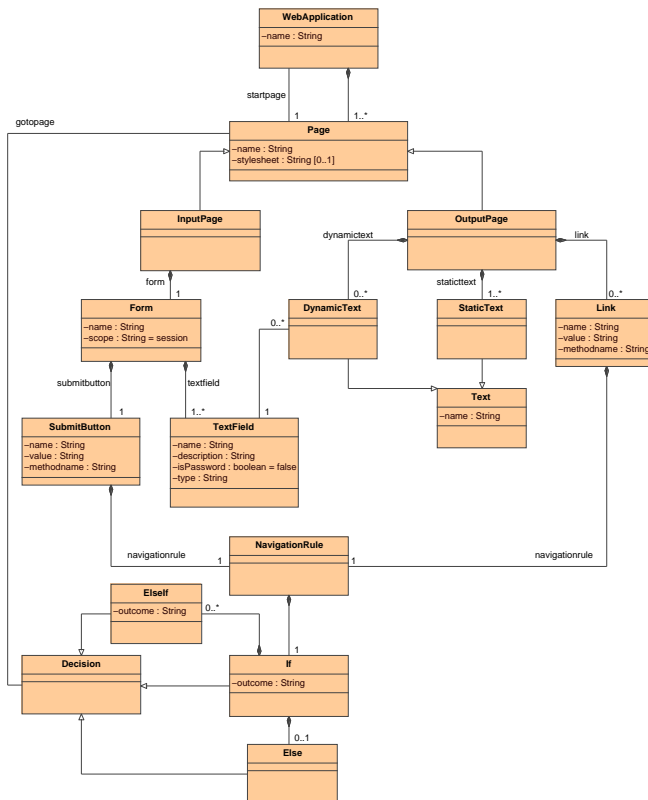 WebApplication
–name : String
startpage
1
1..*
gotopage
Page
–name : String
–stylesheet : String [0..1]
InputPage
OutputPage
dynamictext
link
form
1
statictext
0..*
1..*
0..*
Form
–name : String
–scope : String = session
DynamicText
StaticText
Link
–name : String
–value : String
–methodname : String
0..*
submitbutton
textfield
1
1..*
1
Text
–name : String
SubmitButton
–name : String
–value : String
–methodname : String
TextField
–name : String
–description : String
–isPassword : boolean = false
–type : String
navigationrule
1
NavigationRule
1
navigationrule
ElseIf
–outcome : String
0..*
1
Decision
If
–outcome : String
0..1
Else